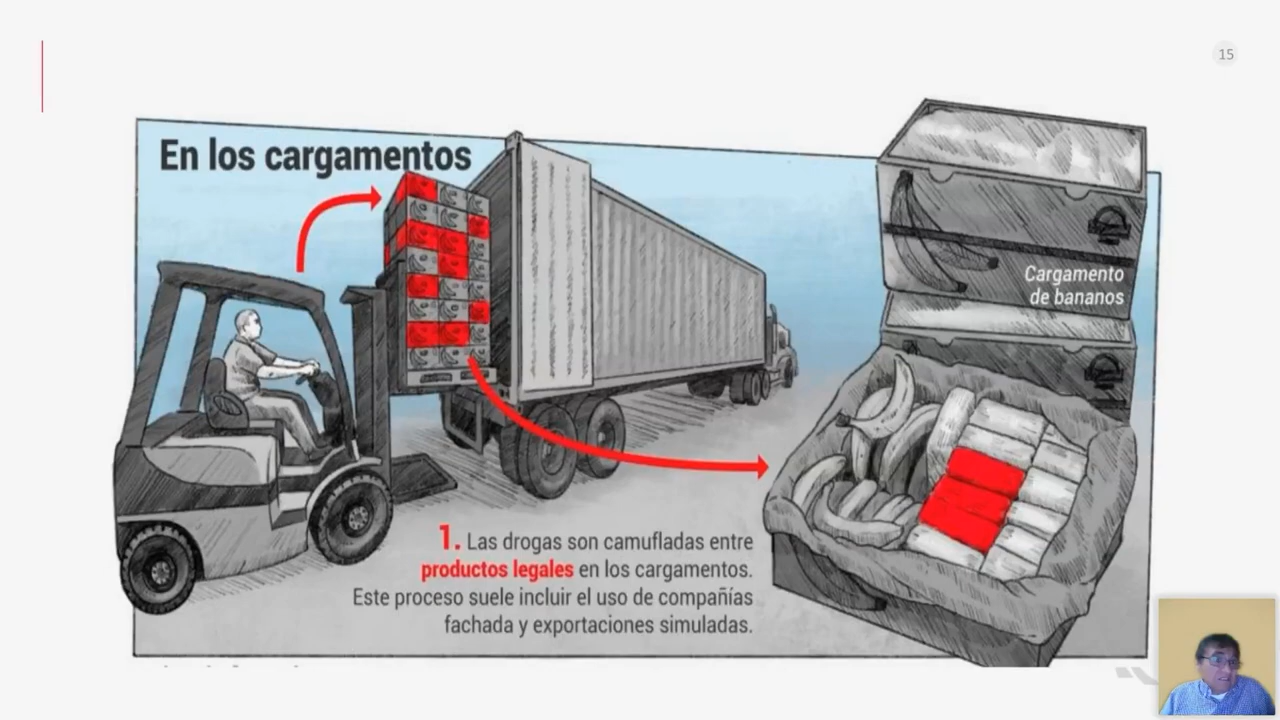 15
En los cargamentos
Cargamento
de bananos
1. Las drogas son camufladas entre
productos legales en los cargamentos.
Este proceso suele incluir el uso de compañías
fachada y exportaciones simuladas.